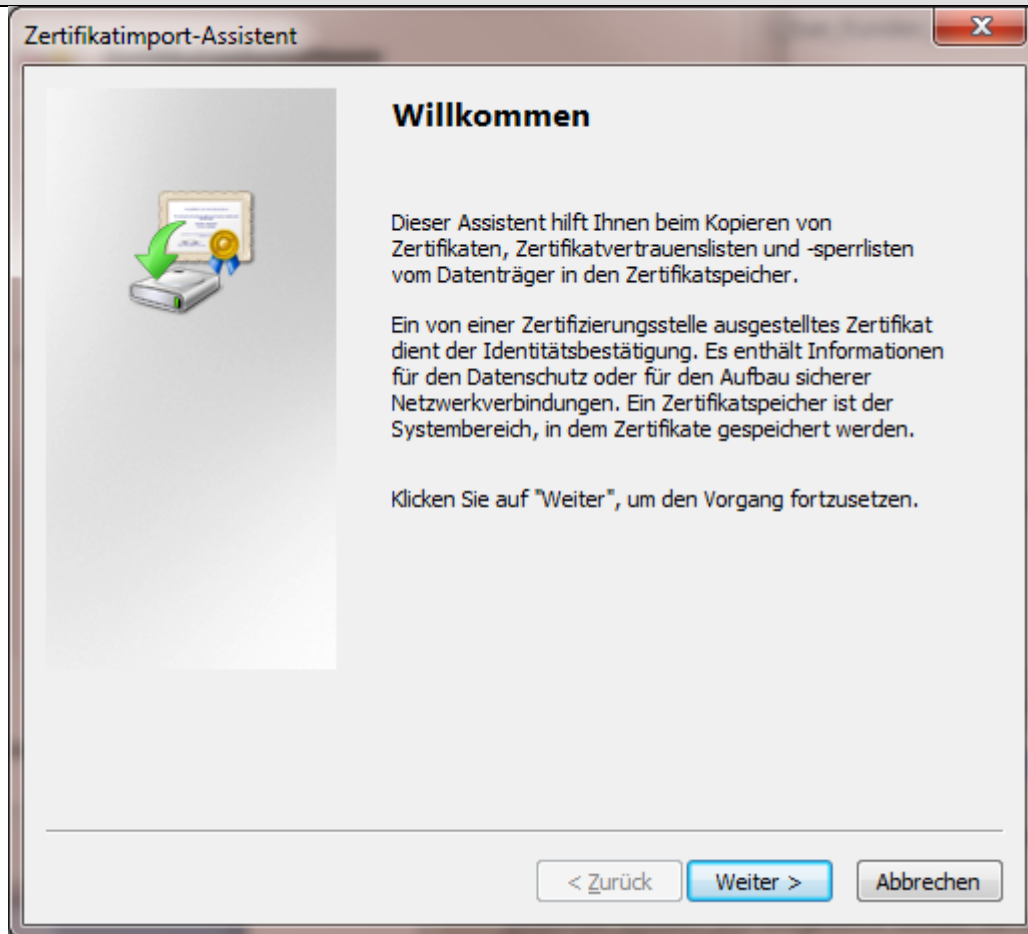 Zertifikatimport-Assistent
Willkommen
Dieser Assistent hilft Ihnen beim Kopieren von
Zertifikaten, Zertifikatvertrauenslisten und -sperrlisten
vom Datenträger in den Zertifikatspeicher.
Ein von einer Zertifizierungsstelle ausgestelltes Zertifikat
dient der Identitätsbestätigung. Es enthält Informationen
für den Datenschutz oder für den Aufbau sicherer
Netzwerkverbindungen. Ein Zertifikatspeicher ist der
Systembereich, in dem Zertifikate gespeichert werden.
Klicken Sie auf "Weiter", um den Vorgang fortzusetzen.
< Zurück Weiter > Abbrechen